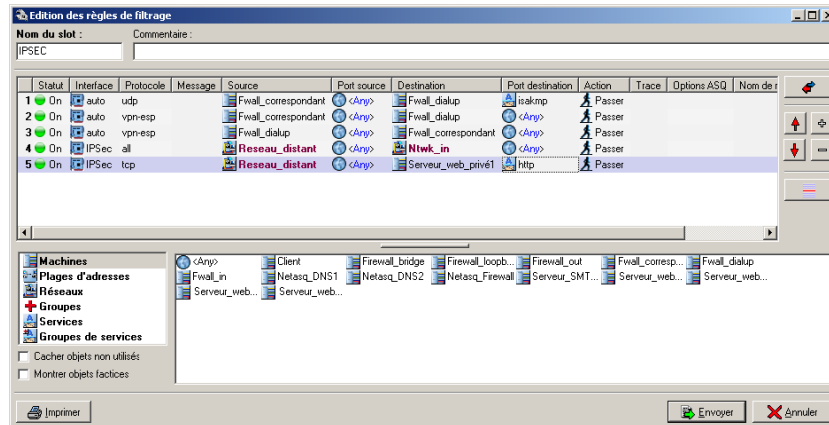 Edition des règles de filtrage
Nom du slot : Commentaire :
IPSEC
Statut Interface Protocole Message Source Port source Destination Port destination Action Trace Options ASQ Nom de r
1 On auto udp Fwall_correspondant <Any> Fwall_dialup isakmp Passer
2 On auto vpn-esp Fwall_correspondant <Any> Fwall_dialup <Any> Passer
3 On auto vpn-esp Fwall_dialup <Any> Fwall_correspondant <Any> Passer
4 On IPSec all Reseau_distant <Any> Ntwk_in <Any> Passer
5 On IPSec tcp Reseau_distant <Any> Serveur_web_privé1 http Passer
Machines
Plages d'adresses
Réseaux
Groupes
Services
Groupes de services
Cacher objets non utilisés
Montrer objets factices
<Any> Client Firewall_bridge Firewall_loopb... Firewall_out Fwall_corresp... Fwall_dialup
Fwall_in Netasq_DNS1 Netasq_DNS2 Netasq_Firewall Serveur_SMT... Serveur_web... Serveur_web...
Serveur_web... Serveur_web...
Imprimer Envoyer Annuler